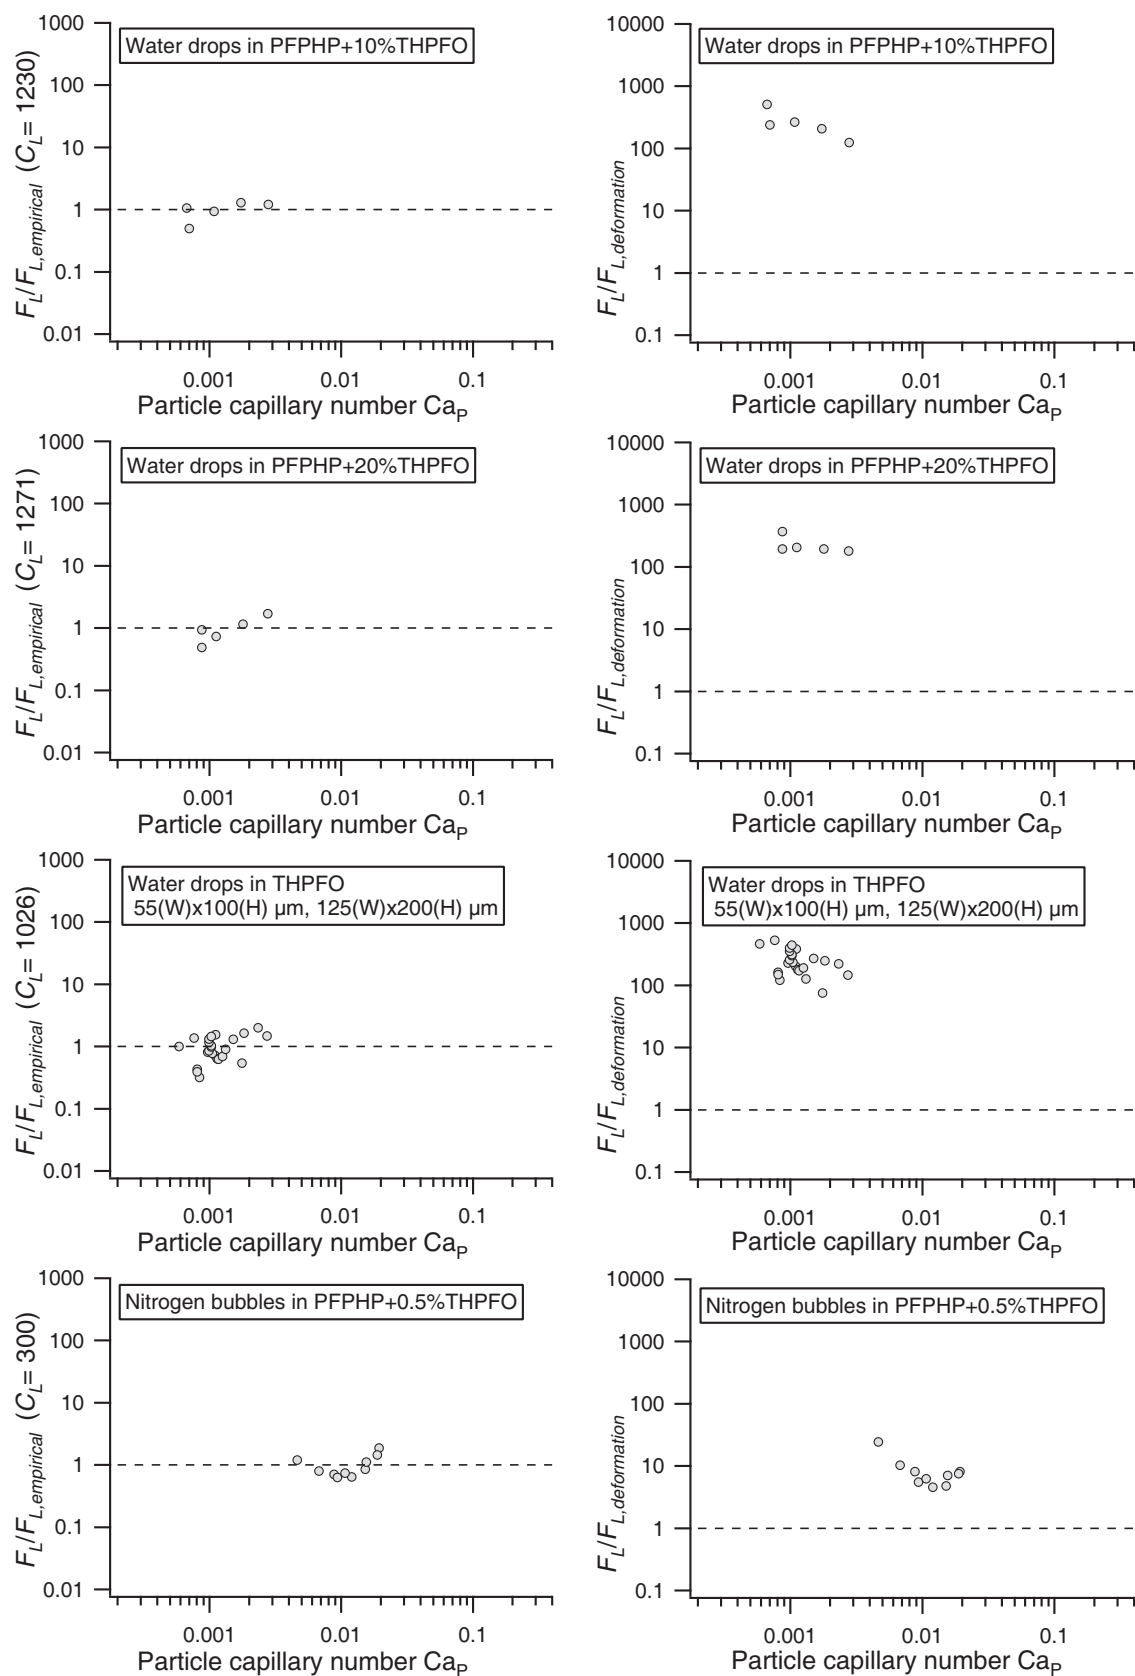 1000
100
10
1
0.1
0.01
F_L/F_L,empirical (C_L= 1230)
Water drops in PFPHP+10%THPFO
0.001 0.01 0.1
Particle capillary number Ca_P
10000
1000
100
10
1
0.1
F_L/F_L,deformation
Water drops in PFPHP+10%THPFO
0.001 0.01 0.1
Particle capillary number Ca_P
1000
100
10
1
0.1
0.01
F_L/F_L,empirical (C_L= 1271)
Water drops in PFPHP+20%THPFO
0.001 0.01 0.1
Particle capillary number Ca_P
10000
1000
100
10
1
0.1
F_L/F_L,deformation
Water drops in PFPHP+20%THPFO
0.001 0.01 0.1
Particle capillary number Ca_P
1000
100
10
1
0.1
0.01
F_L/F_L,empirical (C_L= 1026)
Water drops in THPFO
55(W)x100(H) µm, 125(W)x200(H) µm
0.001 0.01 0.1
Particle capillary number Ca_P
10000
1000
100
10
1
0.1
F_L/F_L,deformation
Water drops in THPFO
55(W)x100(H) µm, 125(W)x200(H) µm
0.001 0.01 0.1
Particle capillary number Ca_P
1000
100
10
1
0.1
0.01
F_L/F_L,empirical (C_L= 300)
Nitrogen bubbles in PFPHP+0.5%THPFO
0.001 0.01 0.1
Particle capillary number Ca_P
10000
1000
100
10
1
0.1
F_L/F_L,deformation
Nitrogen bubbles in PFPHP+0.5%THPFO
0.001 0.01 0.1
Particle capillary number Ca_P